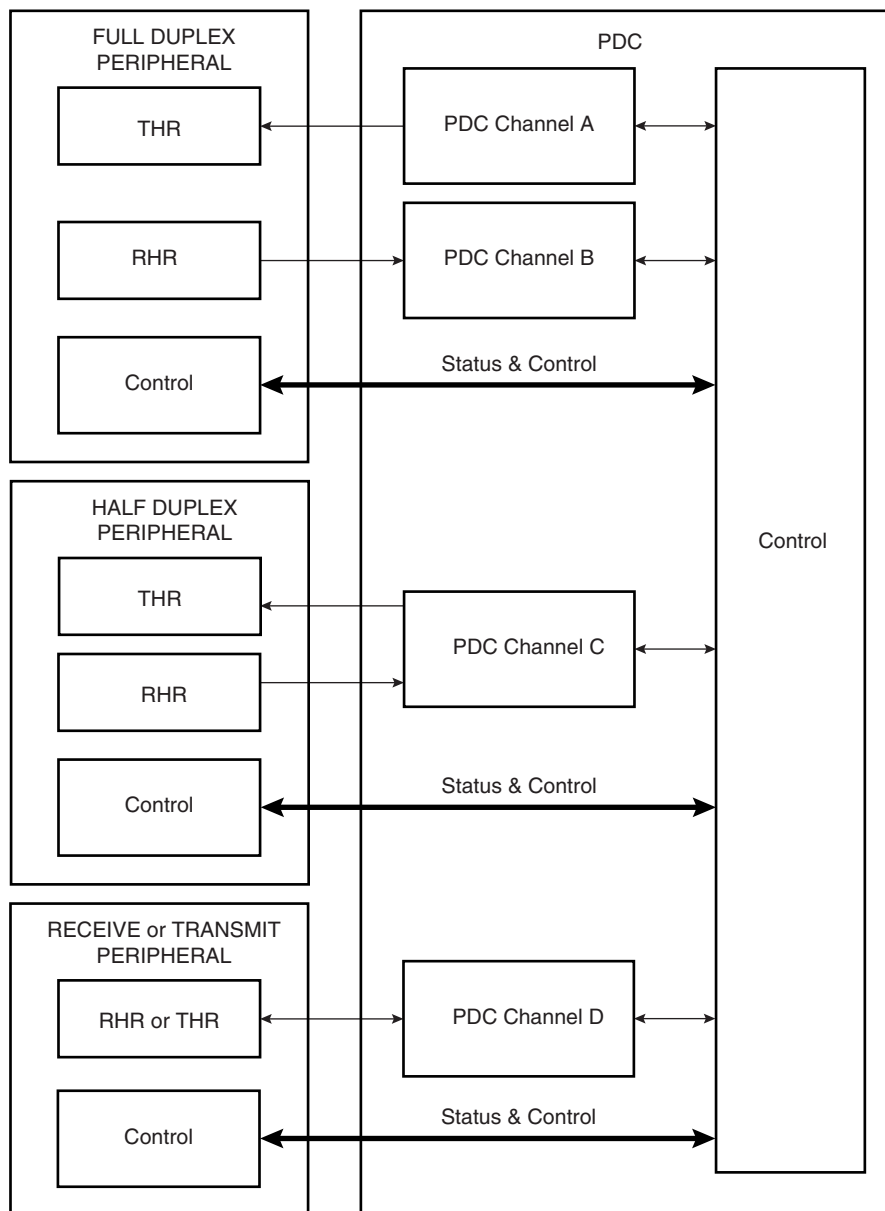 FULL DUPLEX
PERIPHERAL
PDC
THR
PDC Channel A
RHR
PDC Channel B
Control
Status & Control
HALF DUPLEX
PERIPHERAL
Control
THR
PDC Channel C
RHR
Control
Status & Control
RECEIVE or TRANSMIT
PERIPHERAL
RHR or THR
PDC Channel D
Control
Status & Control